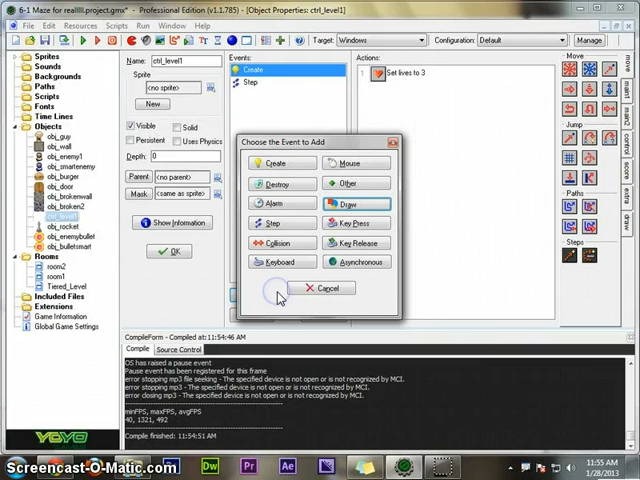 6-1 Maze for realllll.project.gmx* - Professional Edition (v1.1.785) - [Object Properties: ctrl_level1]
File Edit Resources Scripts Run Window Help
Target: Windows Configuration: Default Manage
Sprites
Sounds
Backgrounds
Paths
Scripts
Fonts
Time Lines
Objects
obj_guy
obj_wall
obj_enemy1
obj_smartenemy
obj_burger
obj_door
obj_brokenwall
obj_broken2
ctrl_level1
obj_rocket
obj_enemybullet
obj_bulletsmart
Rooms
room2
room1
Tiered_Level
Included Files
Extensions
Game Information
Global Game Settings
YOYO
Name: ctrl_level1
Sprite
<no sprite>
New
Visible Solid
Persistent Uses Physics
Depth: 0
Parent <no parent>
Mask <same as sprite>
Show Information
OK
Events:
Create
Step
Actions:
1 Set lives to 3
Choose the Event to Add
Create Mouse
Destroy Other
Alarm Draw
Step Key Press
Collision Key Release
Keyboard Asynchronous
Cancel
Move
Jump
Paths
Steps
move
main1
main2
control
score
extra
draw
CompileForm - Compiled at:11:54:46 AM
Compile Source Control
OS has raised a pause event
Pause event has been registered for this frame
error stopping mp3 file seeking - The specified device is not open or is not recognized by MCI.
error stopping mp3 - The specified device is not open or is not recognized by MCI.
error closing mp3 - The specified device is not open or is not recognized by MCI.
minFPS, maxFPS, avgFPS
40, 1321, 492
Compile finished: 11:54:51 AM
Screencast-O-Matic.com
Dw Pr Ae
11:55 AM
1/28/2013